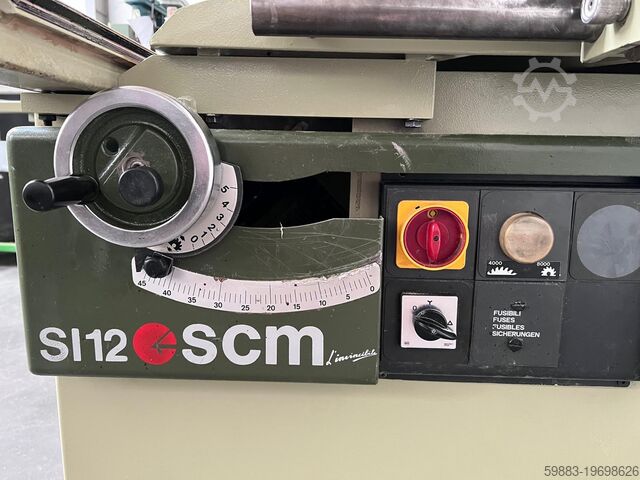 5
4
3
2
1
0
45 40 35 30 25 20 15 10 5 0
SI12 scm
L'invincibile
4000 8000
O Y Δ
FUSIBILI
FUSES
FUSIBLES
SICHERUNGEN
59883-19698626